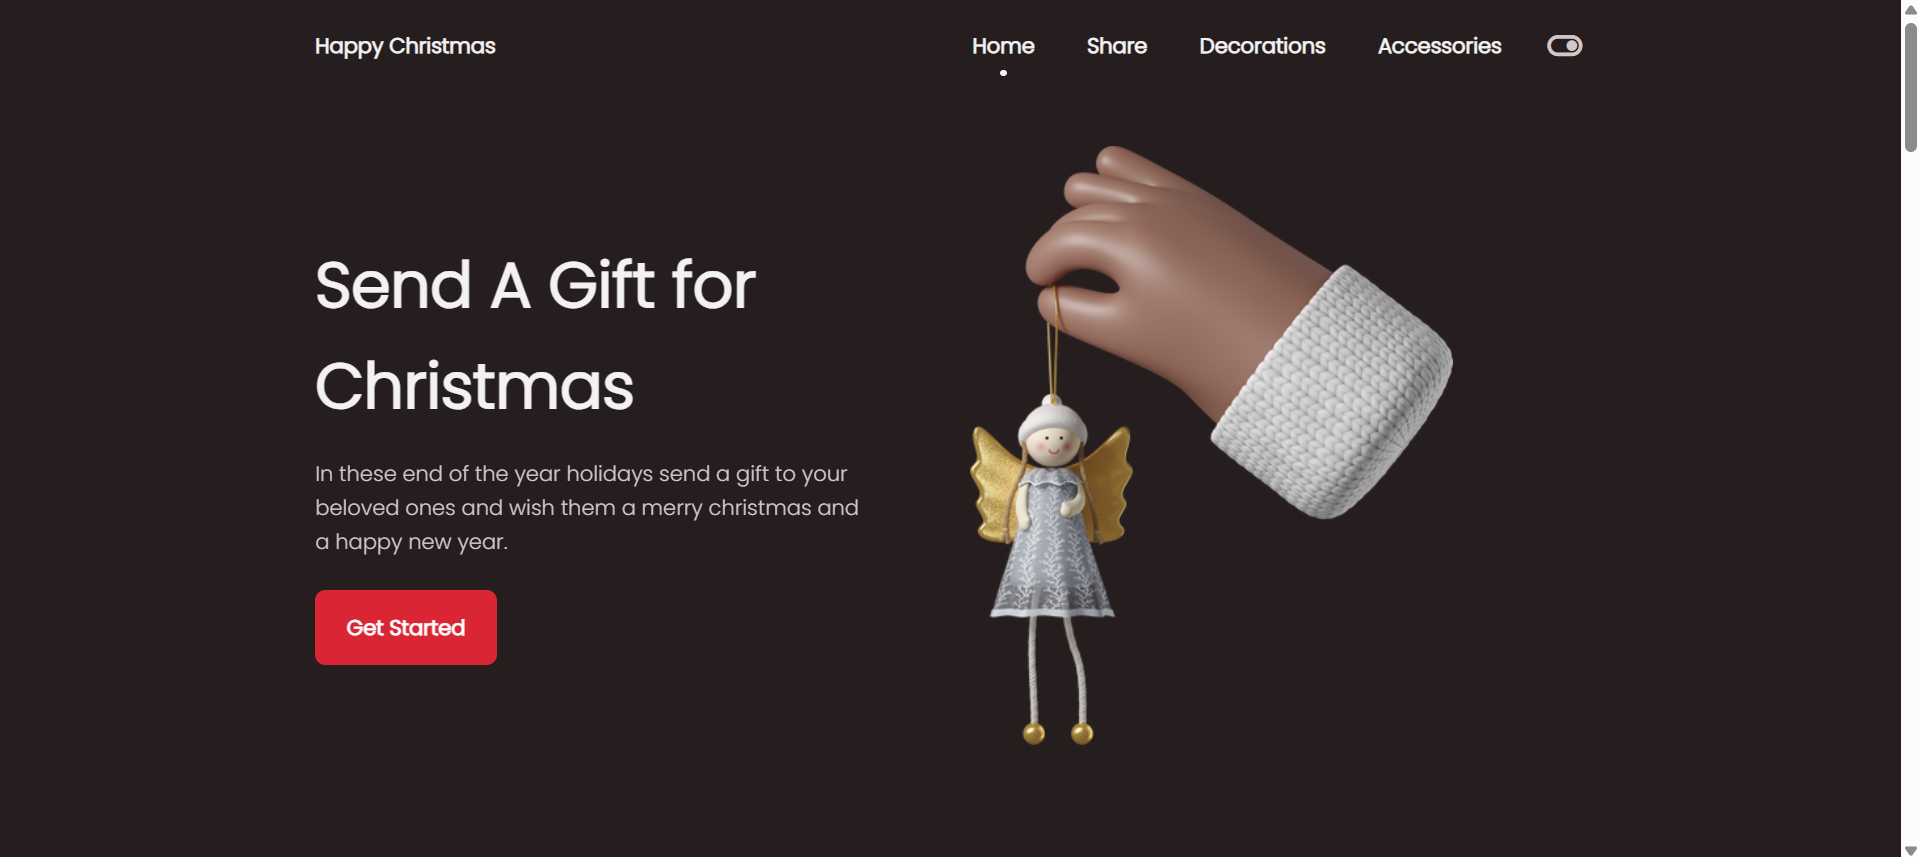 Happy Christmas
Home Share Decorations Accessories
Send A Gift for
Christmas
In these end of the year holidays send a gift to your
beloved ones and wish them a merry christmas and
a happy new year.
Get Started